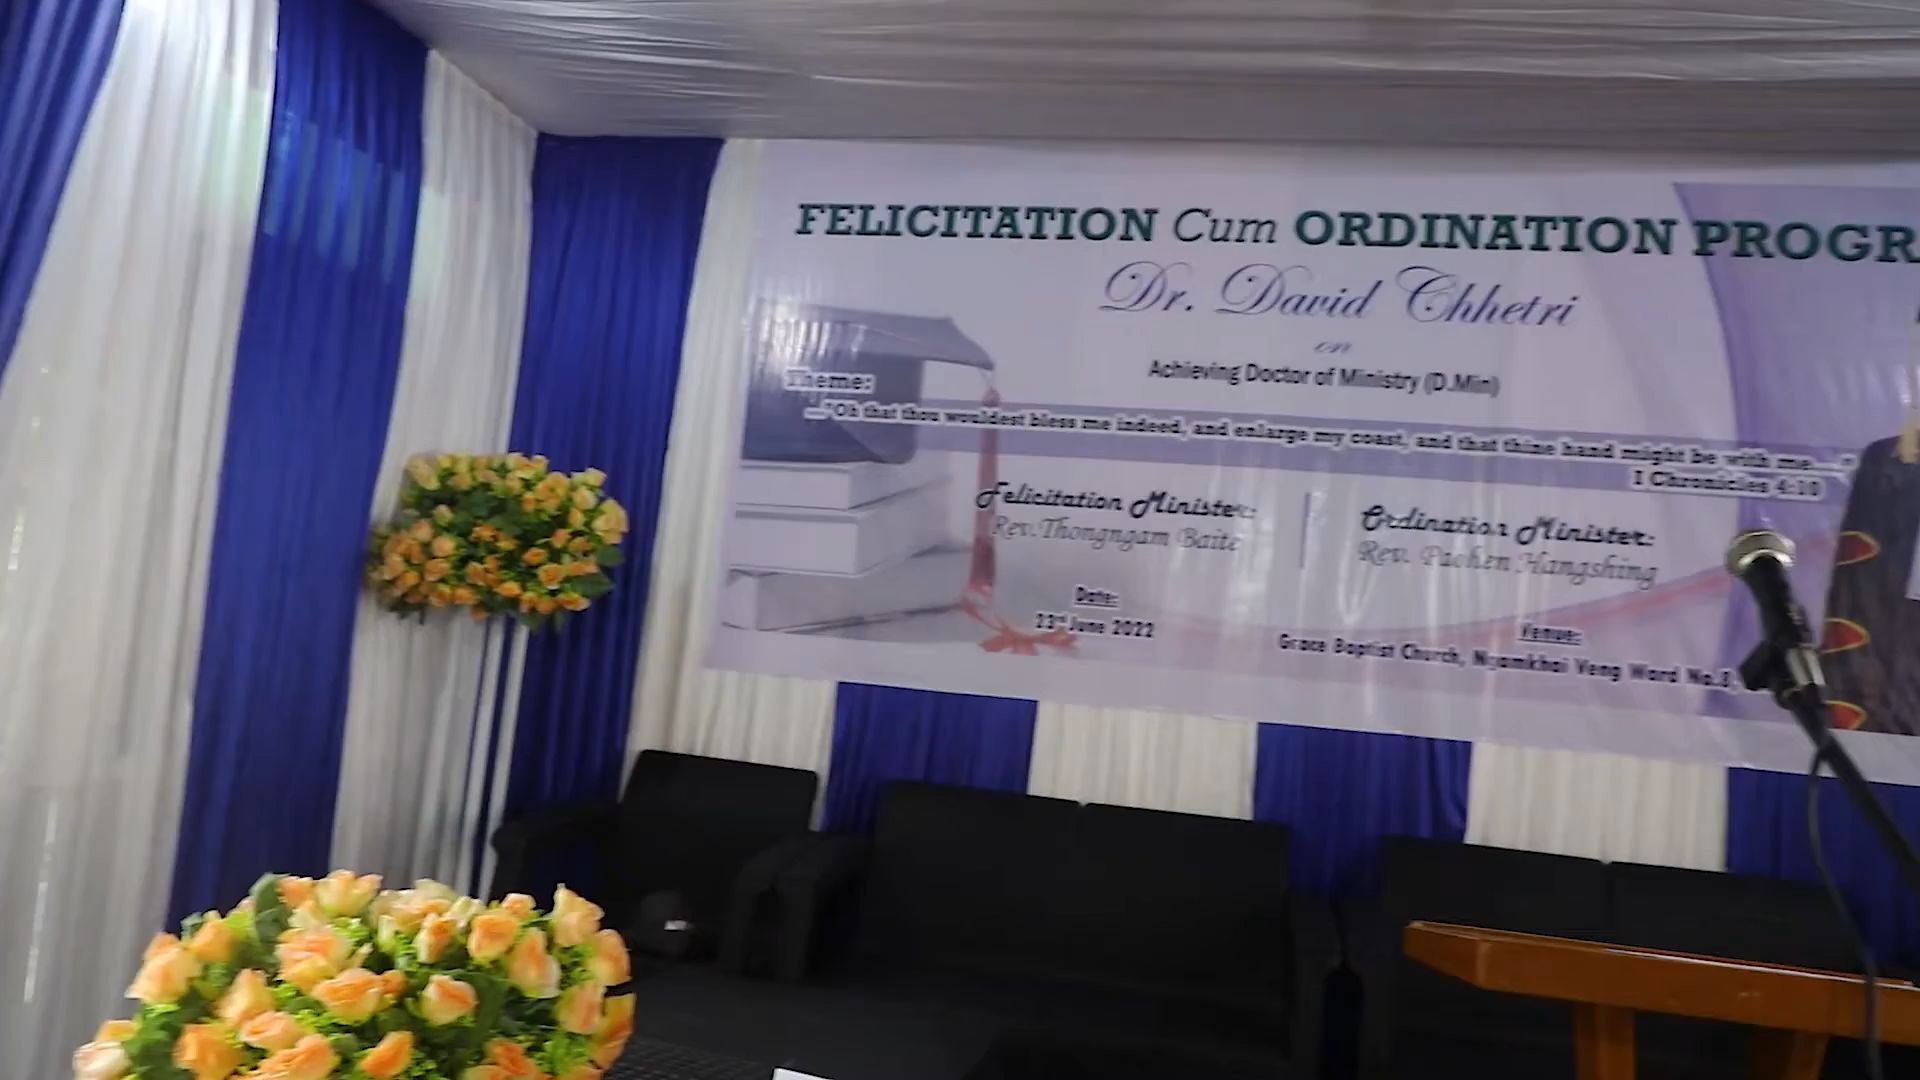 FELICITATION Cum ORDINATION PROGR
Dr. David Chhetri
on
Achieving Doctor of Ministry (D.Min)
Theme:
..."Oh that thou wouldest bless me indeed, and enlarge my coast, and that thine hand might be with me...."
I Chronicles 4:10
Felicitation Minister:
Rev. Thongngam Baite
Ordination Minister:
Rev. Paohen Hangshing
Date:
23rd June 2022
Venue:
Grace Baptist Church, Ngamkhai Veng Ward No.8,